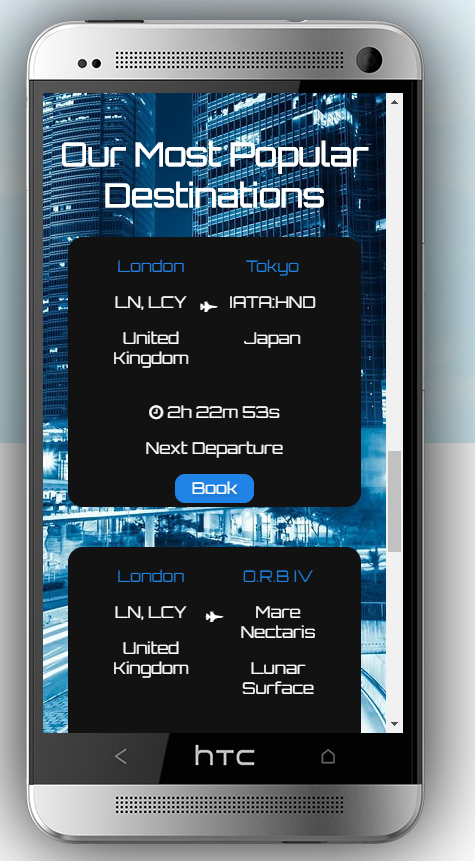 Our Most Popular
Destinations
London Tokyo
LN, LCY IATA:HND
United Japan
Kingdom
2h 22m 53s
Next Departure
Book
London O.R.B IV
LN, LCY Mare
Nectaris
United
Kingdom Lunar
Surface
hTC